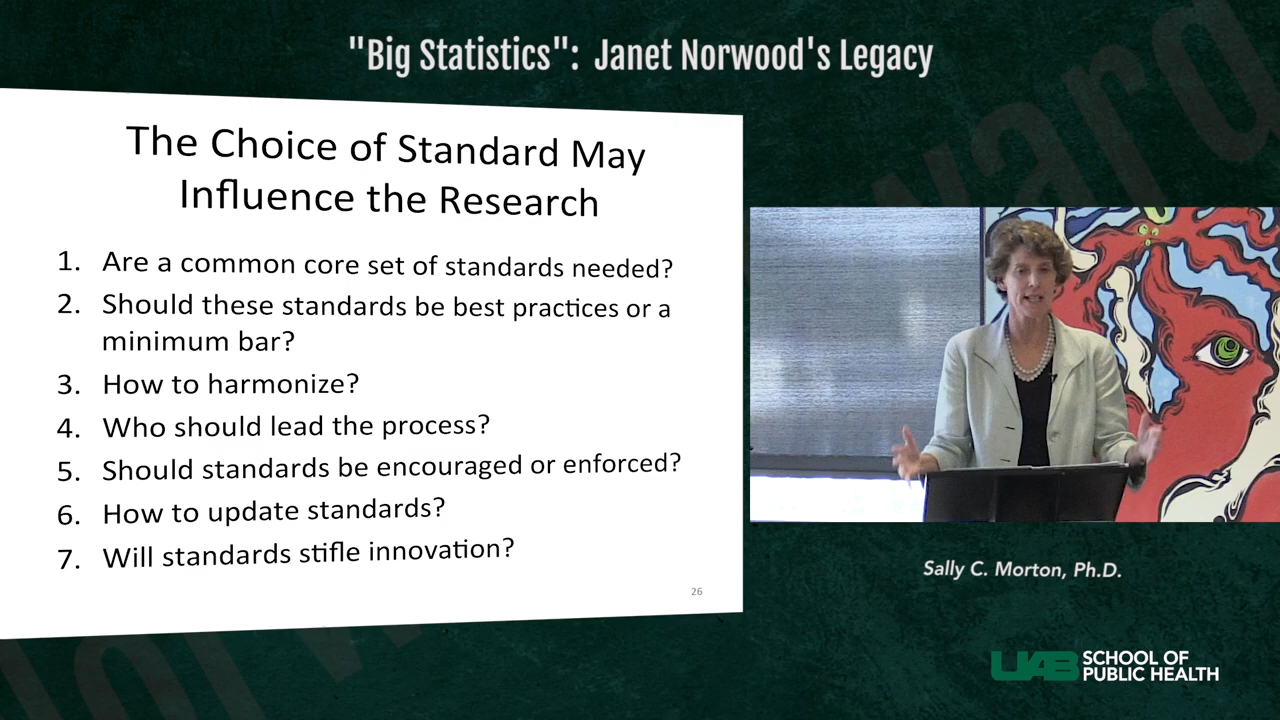 "Big Statistics": Janet Norwood's Legacy
The Choice of Standard May
Influence the Research
1. Are a common core set of standards needed?
2. Should these standards be best practices or a
minimum bar?
3. How to harmonize?
4. Who should lead the process?
5. Should standards be encouraged or enforced?
6. How to update standards?
7. Will standards stifle innovation?
26
Sally C. Morton, Ph.D.
UAB SCHOOL OF
PUBLIC HEALTH